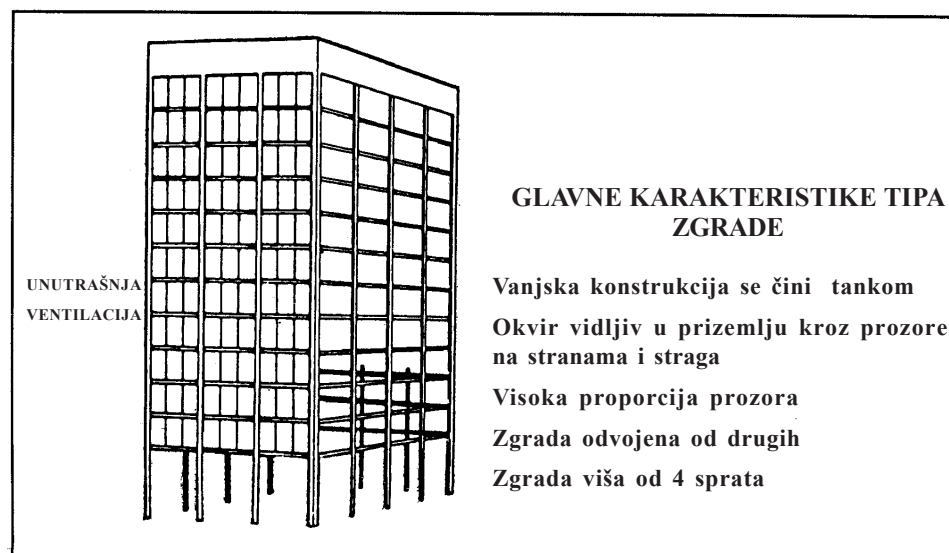 UNUTRAŠNJA
VENTILACIJA
GLAVNE KARAKTERISTIKE TIPA
ZGRADE
Vanjska konstrukcija se čini tankom
Okvir vidljiv u prizemlju kroz prozore
na stranama i straga
Visoka proporcija prozora
Zgrada odvojena od drugih
Zgrada viša od 4 sprata